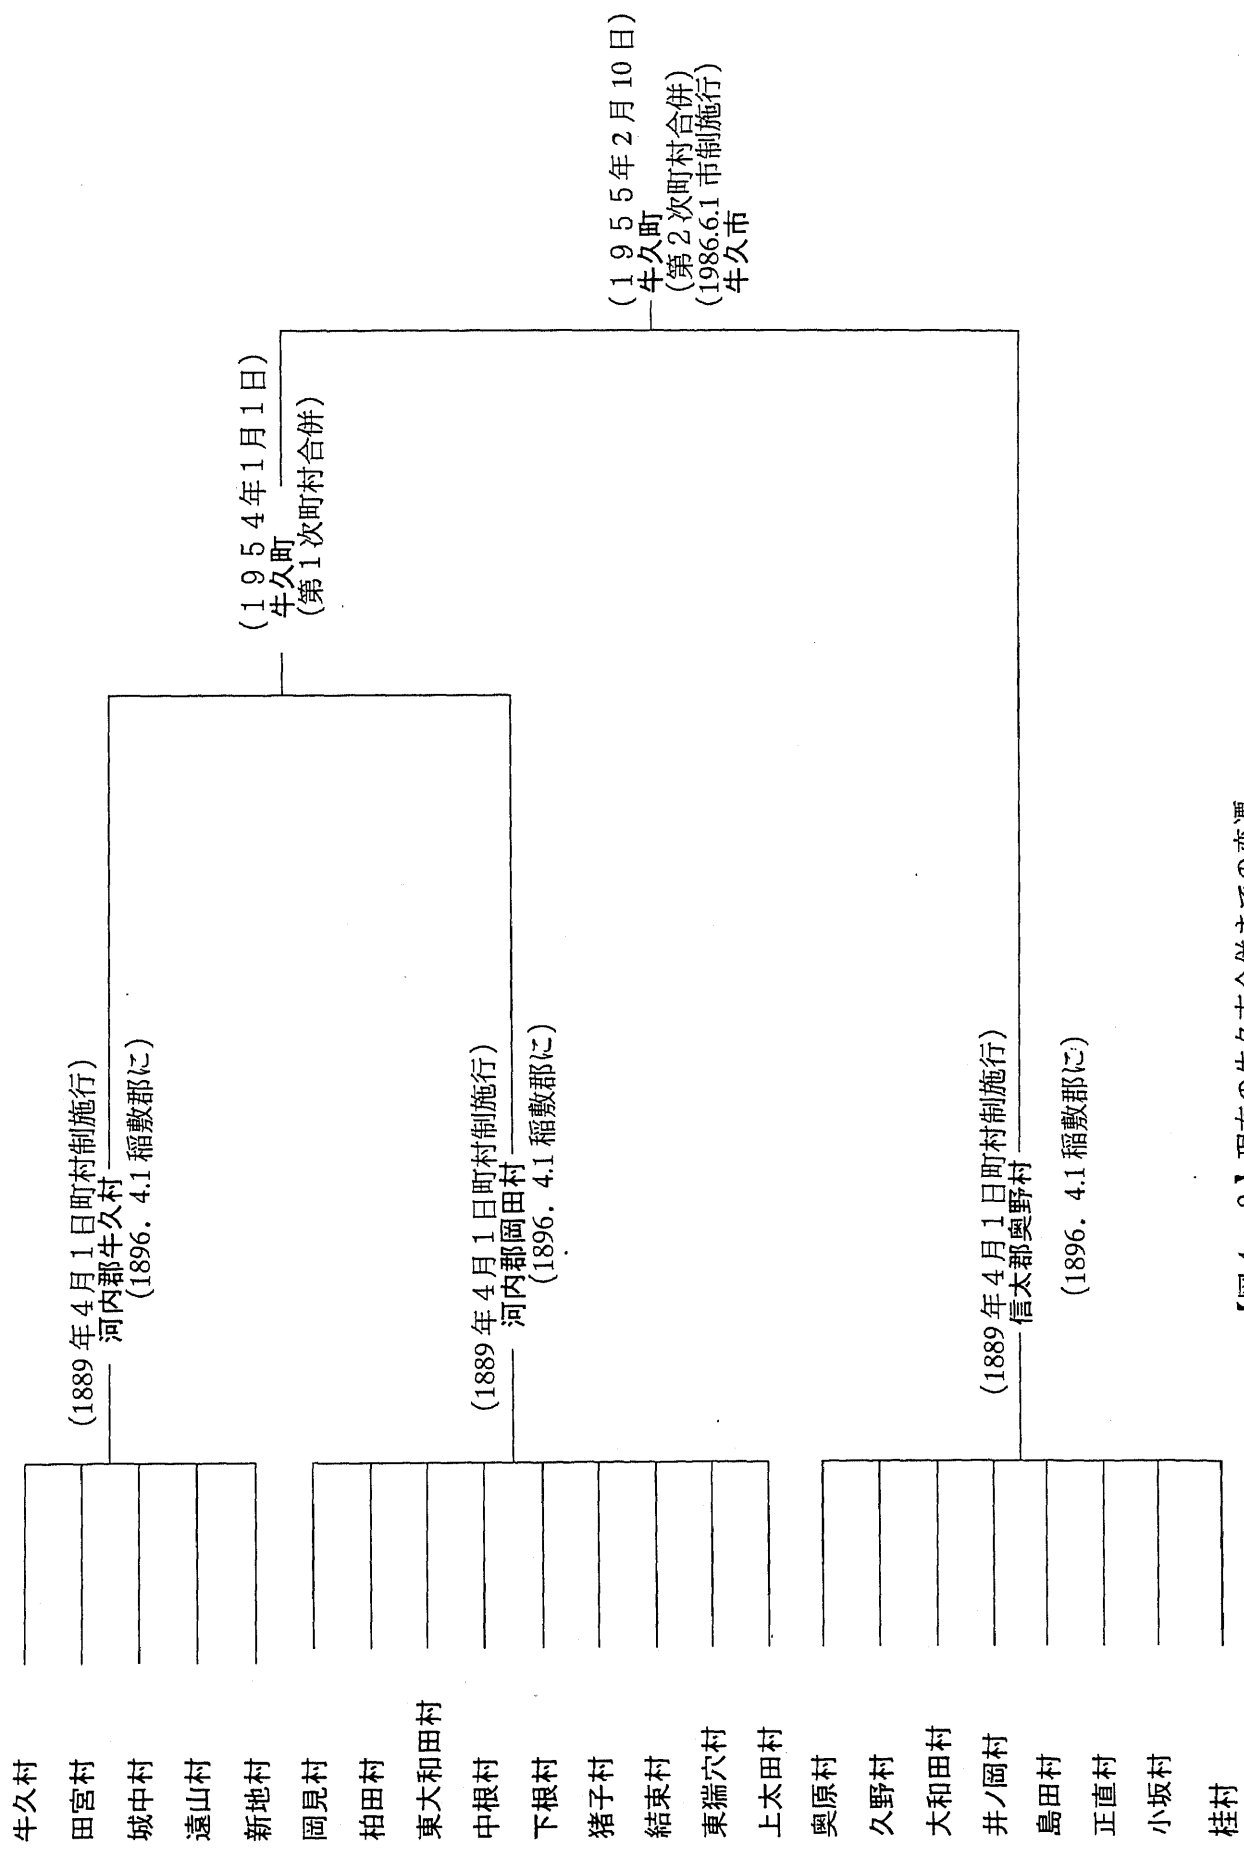 牛久村
田宮村
城中村
遠山村
新地村
岡見村
柏田村
東大和田村
中根村
下根村
猪子村
結束村
東猯穴村
上太田村
奥原村
久野村
大和田村
井ノ岡村
島田村
正直村
小坂村
桂村
(1889年4月1日町村制施行)
河内郡牛久村
(1896. 4.1稲敷郡に)
(1889年4月1日町村制施行)
河内郡岡田村
(1896. 4.1稲敷郡に)
(1889年4月1日町村制施行)
信太郡奥野村
(1896. 4.1稲敷郡に)
(1954年1月1日)
牛久町
(第1次町村合併)
(1955年2月10日)
牛久町
(第2次町村合併)
(1986.6.1 市制施行)
牛久市